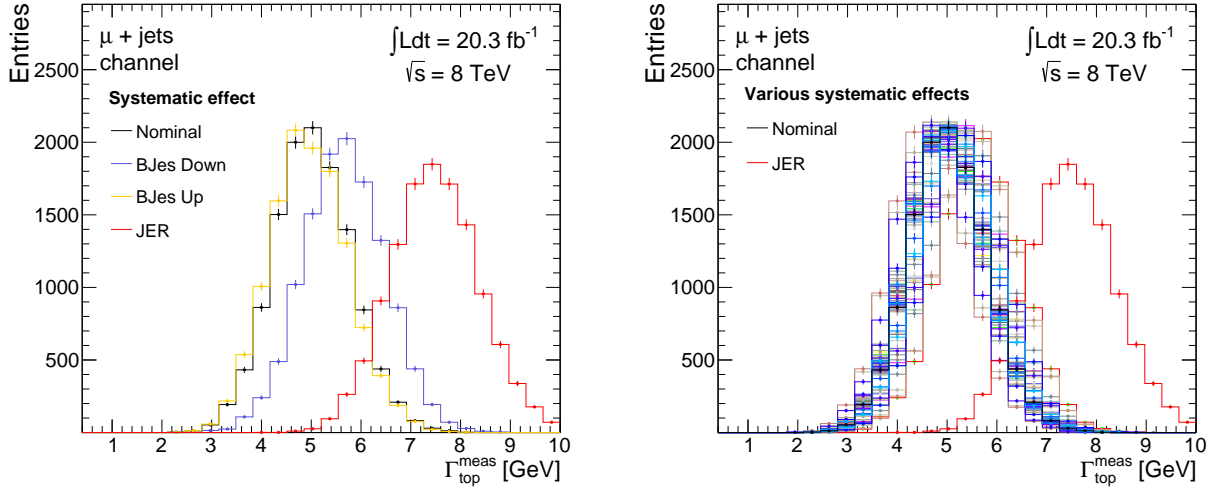 Entries
2500
2000
1500
1000
500
μ + jets
channel
∫Ldt = 20.3 fb⁻¹
√s = 8 TeV
Systematic effect
Nominal
BJes Down
BJes Up
JER
1 2 3 4 5 6 7 8 9 10
Γ_top^meas [GeV]
Entries
2500
2000
1500
1000
500
μ + jets
channel
∫Ldt = 20.3 fb⁻¹
√s = 8 TeV
Various systematic effects
Nominal
JER
1 2 3 4 5 6 7 8 9 10
Γ_top^meas [GeV]